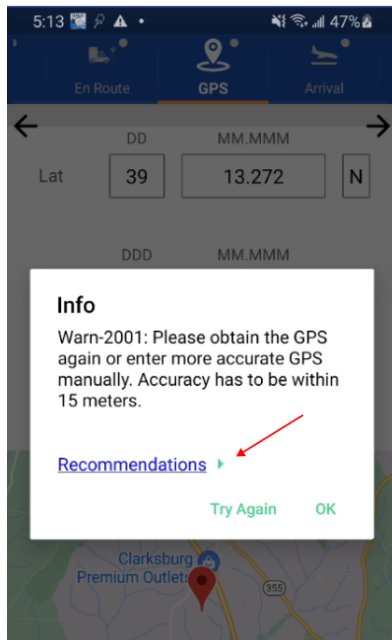 5:13 47%
En Route GPS Arrival
DD MM.MMM
Lat 39 13.272 N
DDD MM.MMM
Info
Warn-2001: Please obtain the GPS
again or enter more accurate GPS
manually. Accuracy has to be within
15 meters.
Recommendations
Try Again OK
Clarksburg
Premium Outlets
355